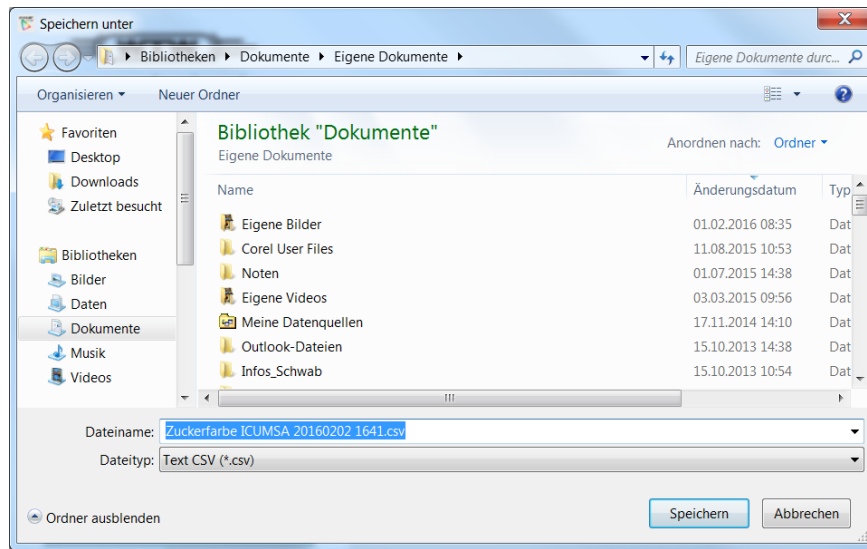 Speichern unter
Bibliotheken Dokumente Eigene Dokumente
Eigene Dokumente durc...
Organisieren Neuer Ordner
Favoriten
Desktop
Downloads
Zuletzt besucht
Bibliotheken
Bilder
Daten
Dokumente
Musik
Videos
Bibliothek "Dokumente"
Eigene Dokumente
Anordnen nach: Ordner
Name Änderungsdatum Typ
Eigene Bilder 01.02.2016 08:35 Dat
Corel User Files 11.08.2015 10:53 Dat
Noten 01.07.2015 14:38 Dat
Eigene Videos 03.03.2015 09:56 Dat
Meine Datenquellen 17.11.2014 14:10 Dat
Outlook-Dateien 15.10.2013 14:38 Dat
Infos_Schwab 15.10.2013 10:54 Dat
Dateiname: Zuckerfarbe ICUMSA 20160202 1641.csv
Dateityp: Text CSV (*.csv)
Ordner ausblenden
Speichern
Abbrechen